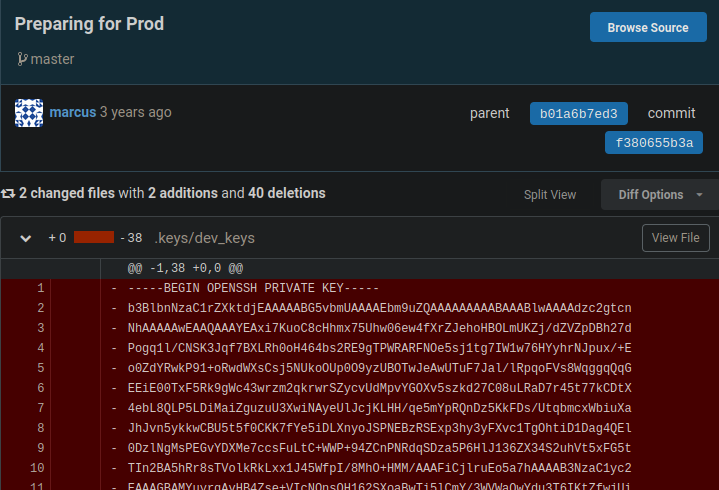 Preparing for Prod
Browse Source
master
marcus 3 years ago
parent b01a6b7ed3 commit
f380655b3a
2 changed files with 2 additions and 40 deletions
Split View
Diff Options
+ 0 - 38 .keys/dev_keys
View File
@@ -1,38 +0,0 @@
1 - -----BEGIN OPENSSH PRIVATE KEY-----
2 - b3BlbnNzaC1rZXktdjEAAAAABG5vbmUAAAAEbm9uZQAAAAAAAAABAAABlwAAAAdzc2gtcn
3 - NhAAAAAwEAAQAAAYEAxi7KuoC8cHhmx75Uhw06ew4fXrZJehoHBOLmUKZj/dZVZpDBh27d
4 - Pogq1l/CNSK3Jqf7BXLRh0oH464bs2RE9gTPWRARFNOe5sj1tg7IW1w76HYyhrNJpux/+E
5 - o0ZdYRwkP91+oRwdWXsCsj5NUkoOUp0O9yzUBOTwJeAwUTuF7Jal/lRpqoFVs8WqggqQqG
6 - EEiE00TxF5Rk9gWc43wrzm2qkrwrSZycvUdMpvYGOXv5szkd27C08uLRaD7r45t77kCDtX
7 - 4ebL8QLP5LDiMaiZguzuU3XwiNAyeUlJcjKLHH/qe5mYpRQnDz5KkFDs/UtqbmcxWbiuXa
8 - JhJvn5ykkwCBU5t5f0CKK7fYe5iDLXnyoJSPNEBzRSExp3hy3yFXvc1TgOhtiD1Dag4QEl
9 - 0DzlNgMsPEGvYDXMe7ccsFuLtC+WWP+94ZCnPNRdqSDza5P6HlJ136ZX34S2uhVt5xFG5t
10 - TIn2BA5hRr8sTVolkRkLxx1J45WfpI/8MhO+HMM/AAAFiCjlruEo5a7hAAAAB3NzaC1yc2